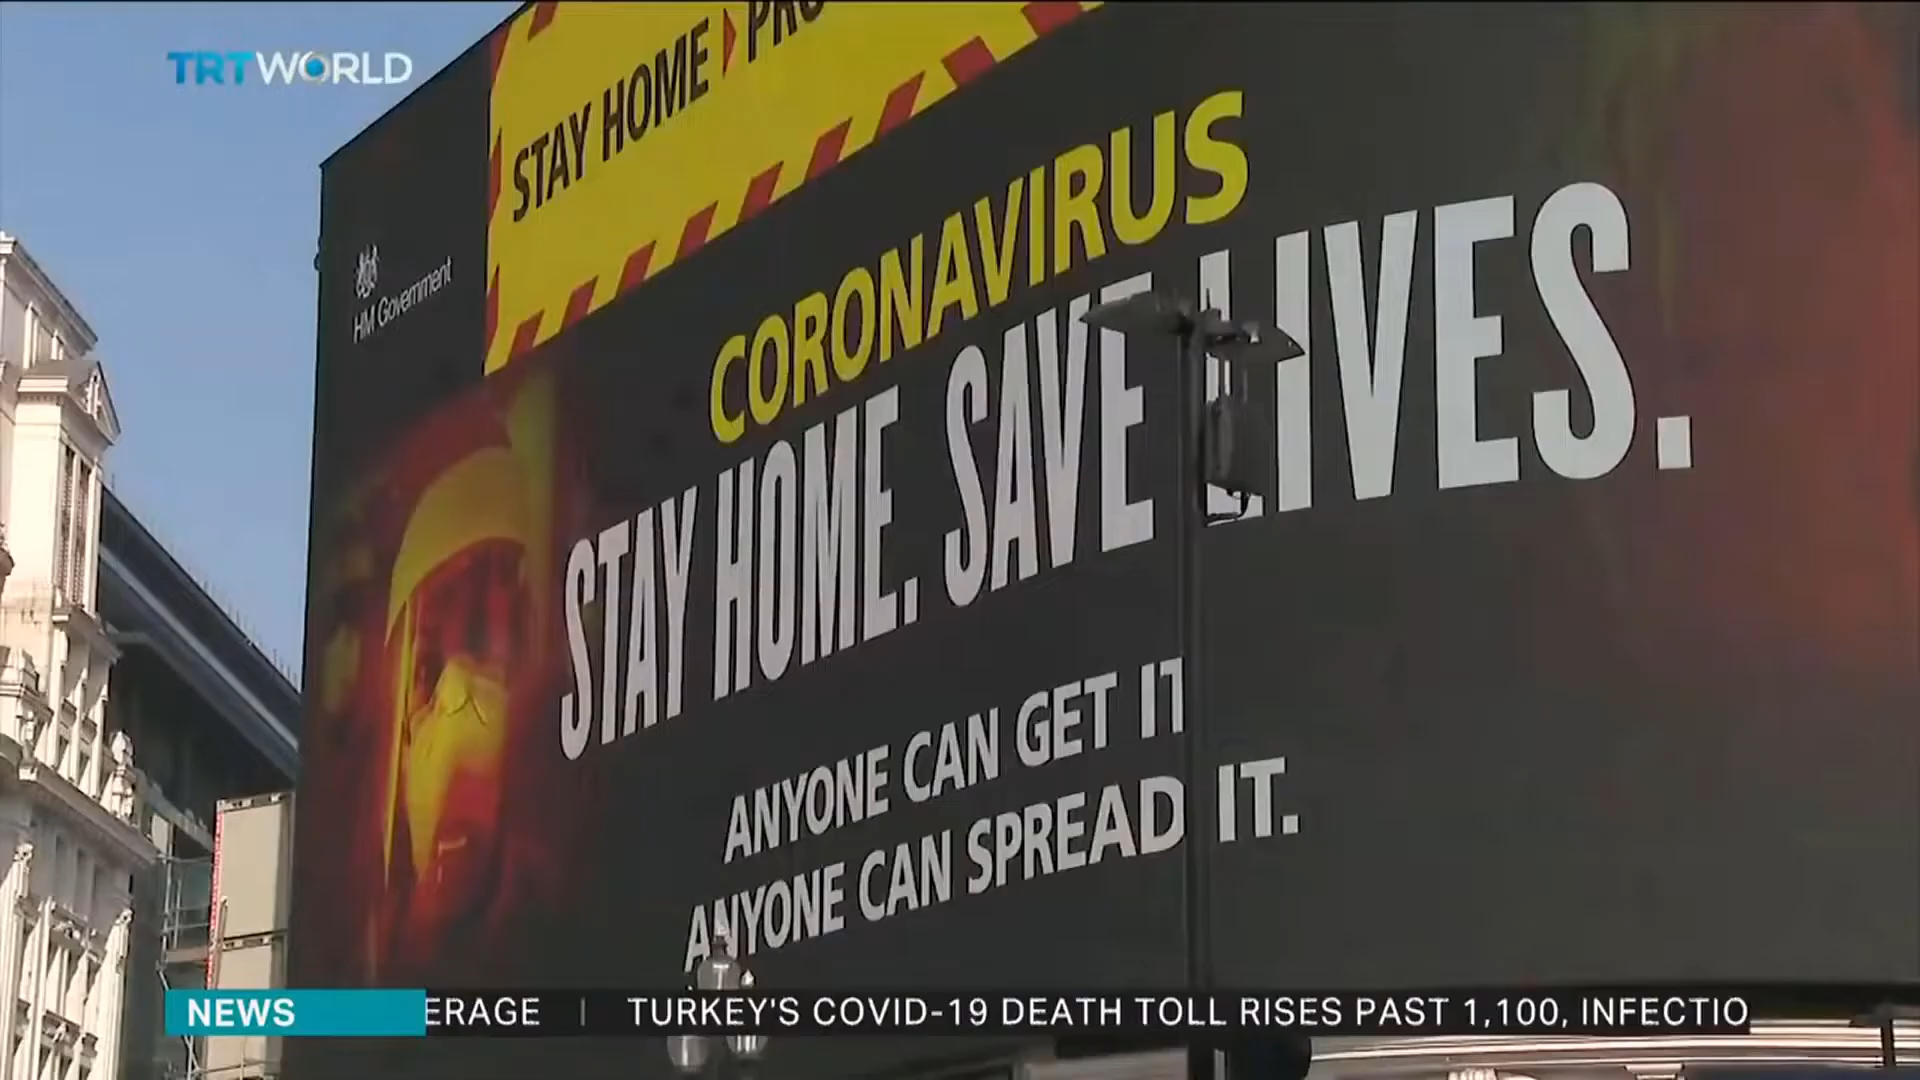 TRT WORLD
STAY HOME
HM Government
CORONAVIRUS
STAY HOME. SAVE LIVES.
ANYONE CAN GET IT
ANYONE CAN SPREAD IT.
NEWS
ERAGE | TURKEY'S COVID-19 DEATH TOLL RISES PAST 1,100, INFECTIO